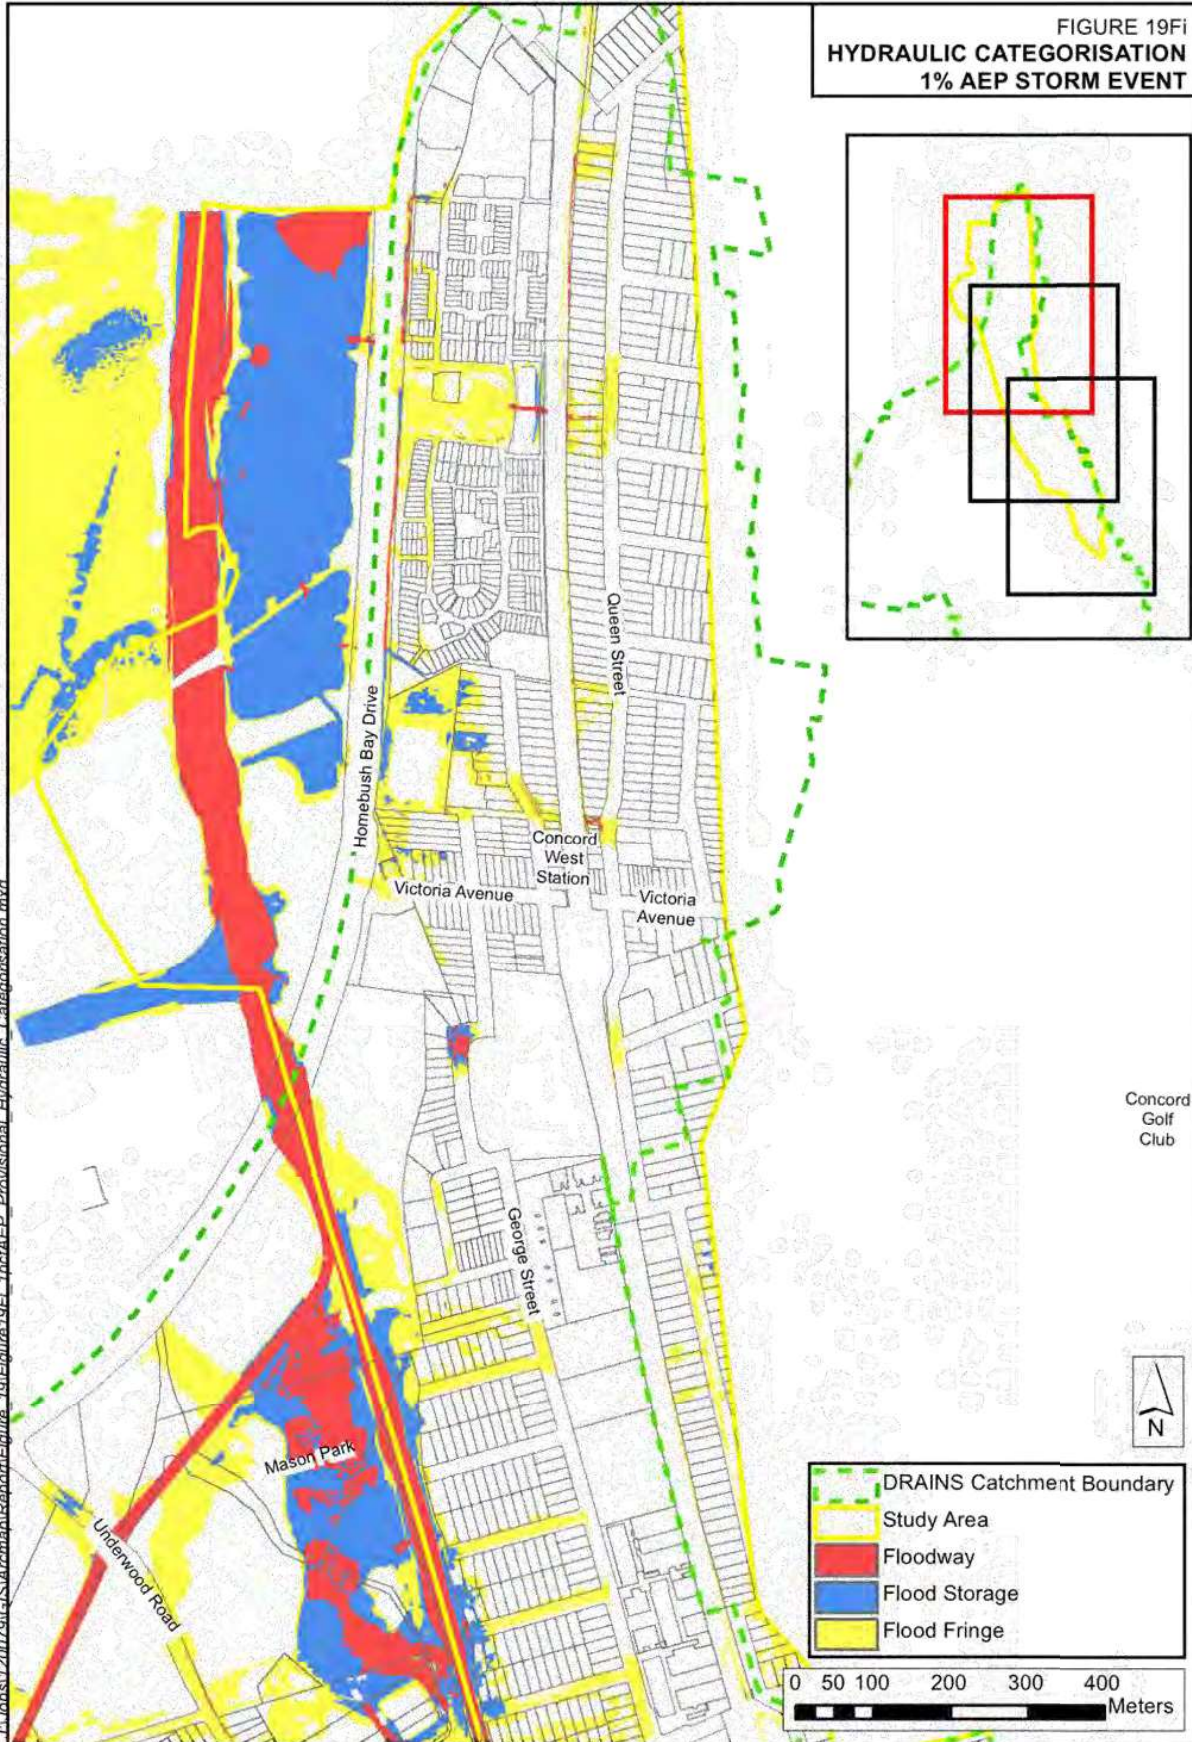 FIGURE 19Fi
HYDRAULIC CATEGORISATION
1% AEP STORM EVENT
Queen Street
Homebush Bay Drive
Concord
West
Station
Victoria Avenue
Victoria
Avenue
Concord
Golf
Club
George Street
Mason Park
Underwood Road
N
DRAINS Catchment Boundary
Study Area
Floodway
Flood Storage
Flood Fringe
0 50 100 200 300 400
Meters